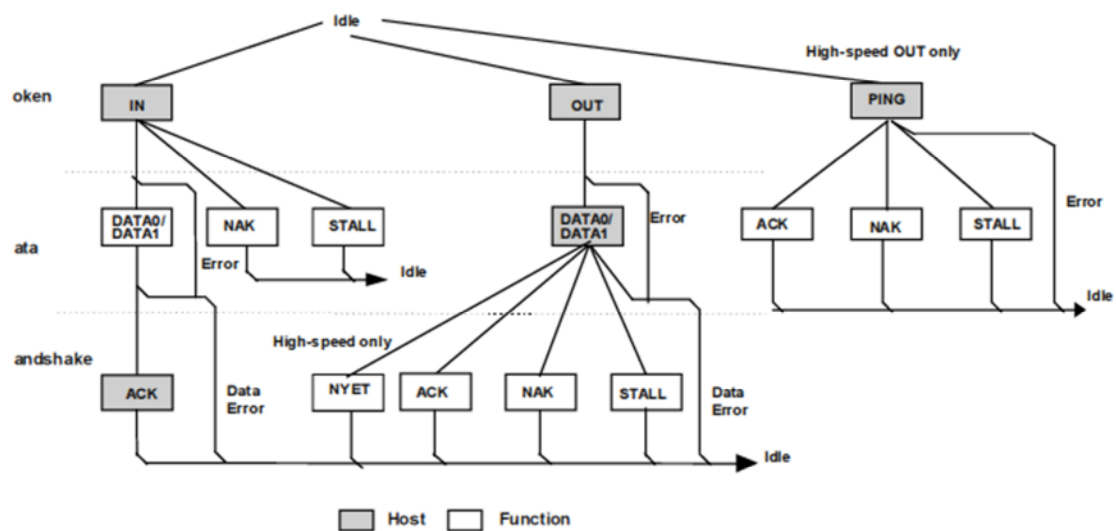 Idle
High-speed OUT only
oken
IN
OUT
PING
DATA0/
DATA1
NAK
STALL
Error
Idle
DATA0/
DATA1
Error
ACK
NAK
STALL
Error
Idle
ata
andshake
High-speed only
ACK
Data
Error
NYET
ACK
NAK
STALL
Data
Error
Idle
Host
Function